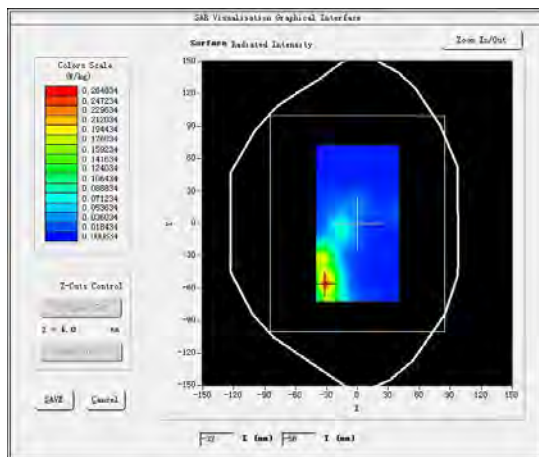 SAR Visualisation Graphical Interface
Surface Radiated Intensity
Zoom In/Out
Colors Scale
(W/kg)
0.264834
0.247234
0.229634
0.212034
0.194434
0.176834
0.159234
0.141634
0.124034
0.106434
0.088834
0.071234
0.053634
0.036034
0.018434
0.000834
150
120
90
60
30
0
-30
-60
-90
-120
-150
-150 -120 -90 -60 -30 0 30 60 90 120 150
Z-Cuts Control
SAVE
Cancel
X (mm)
Y (mm)